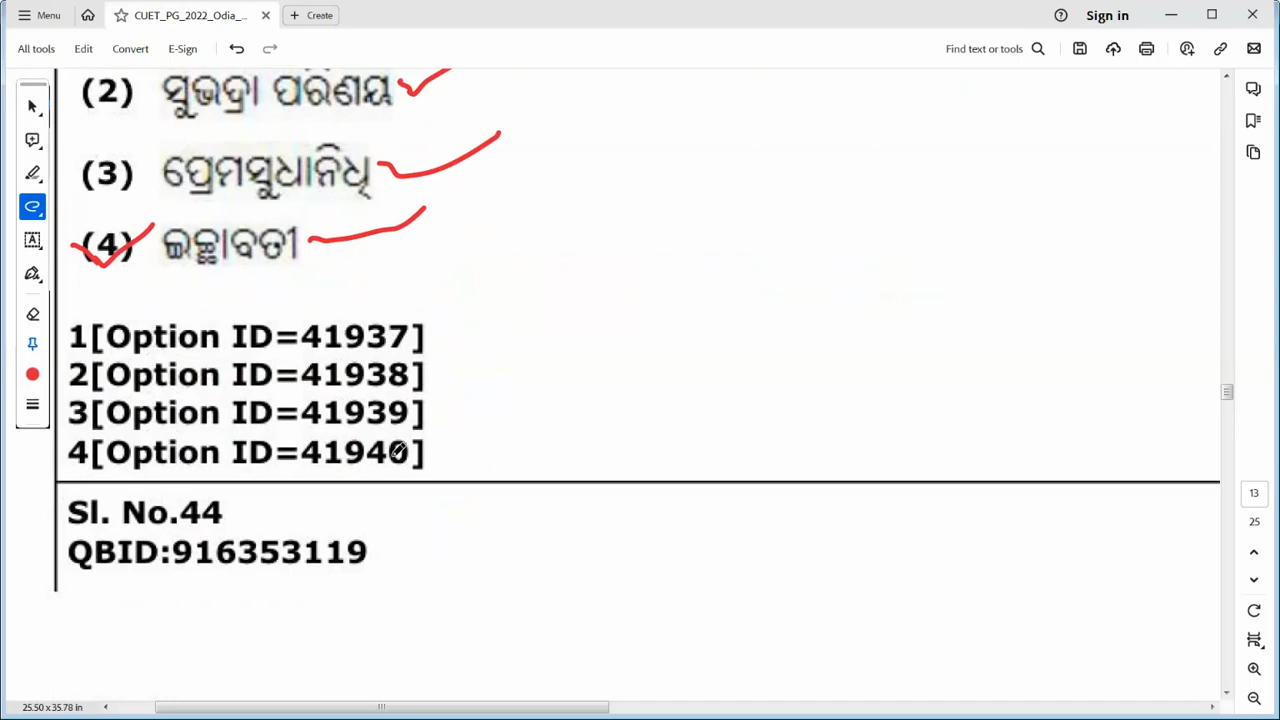 Menu CUET_PG_2022_Odia_... Create Sign in
All tools Edit Convert E-Sign Find text or tools
(2) ସୁଭଦ୍ରା ପରିଣୟ
(3) ପ୍ରେମସୁଧାନିଧି
(4) ଇଚ୍ଛାବତୀ
1[Option ID=41937]
2[Option ID=41938]
3[Option ID=41939]
4[Option ID=41940]
Sl. No.44
QBID:916353119
13
25
25.50 x 35.78 in